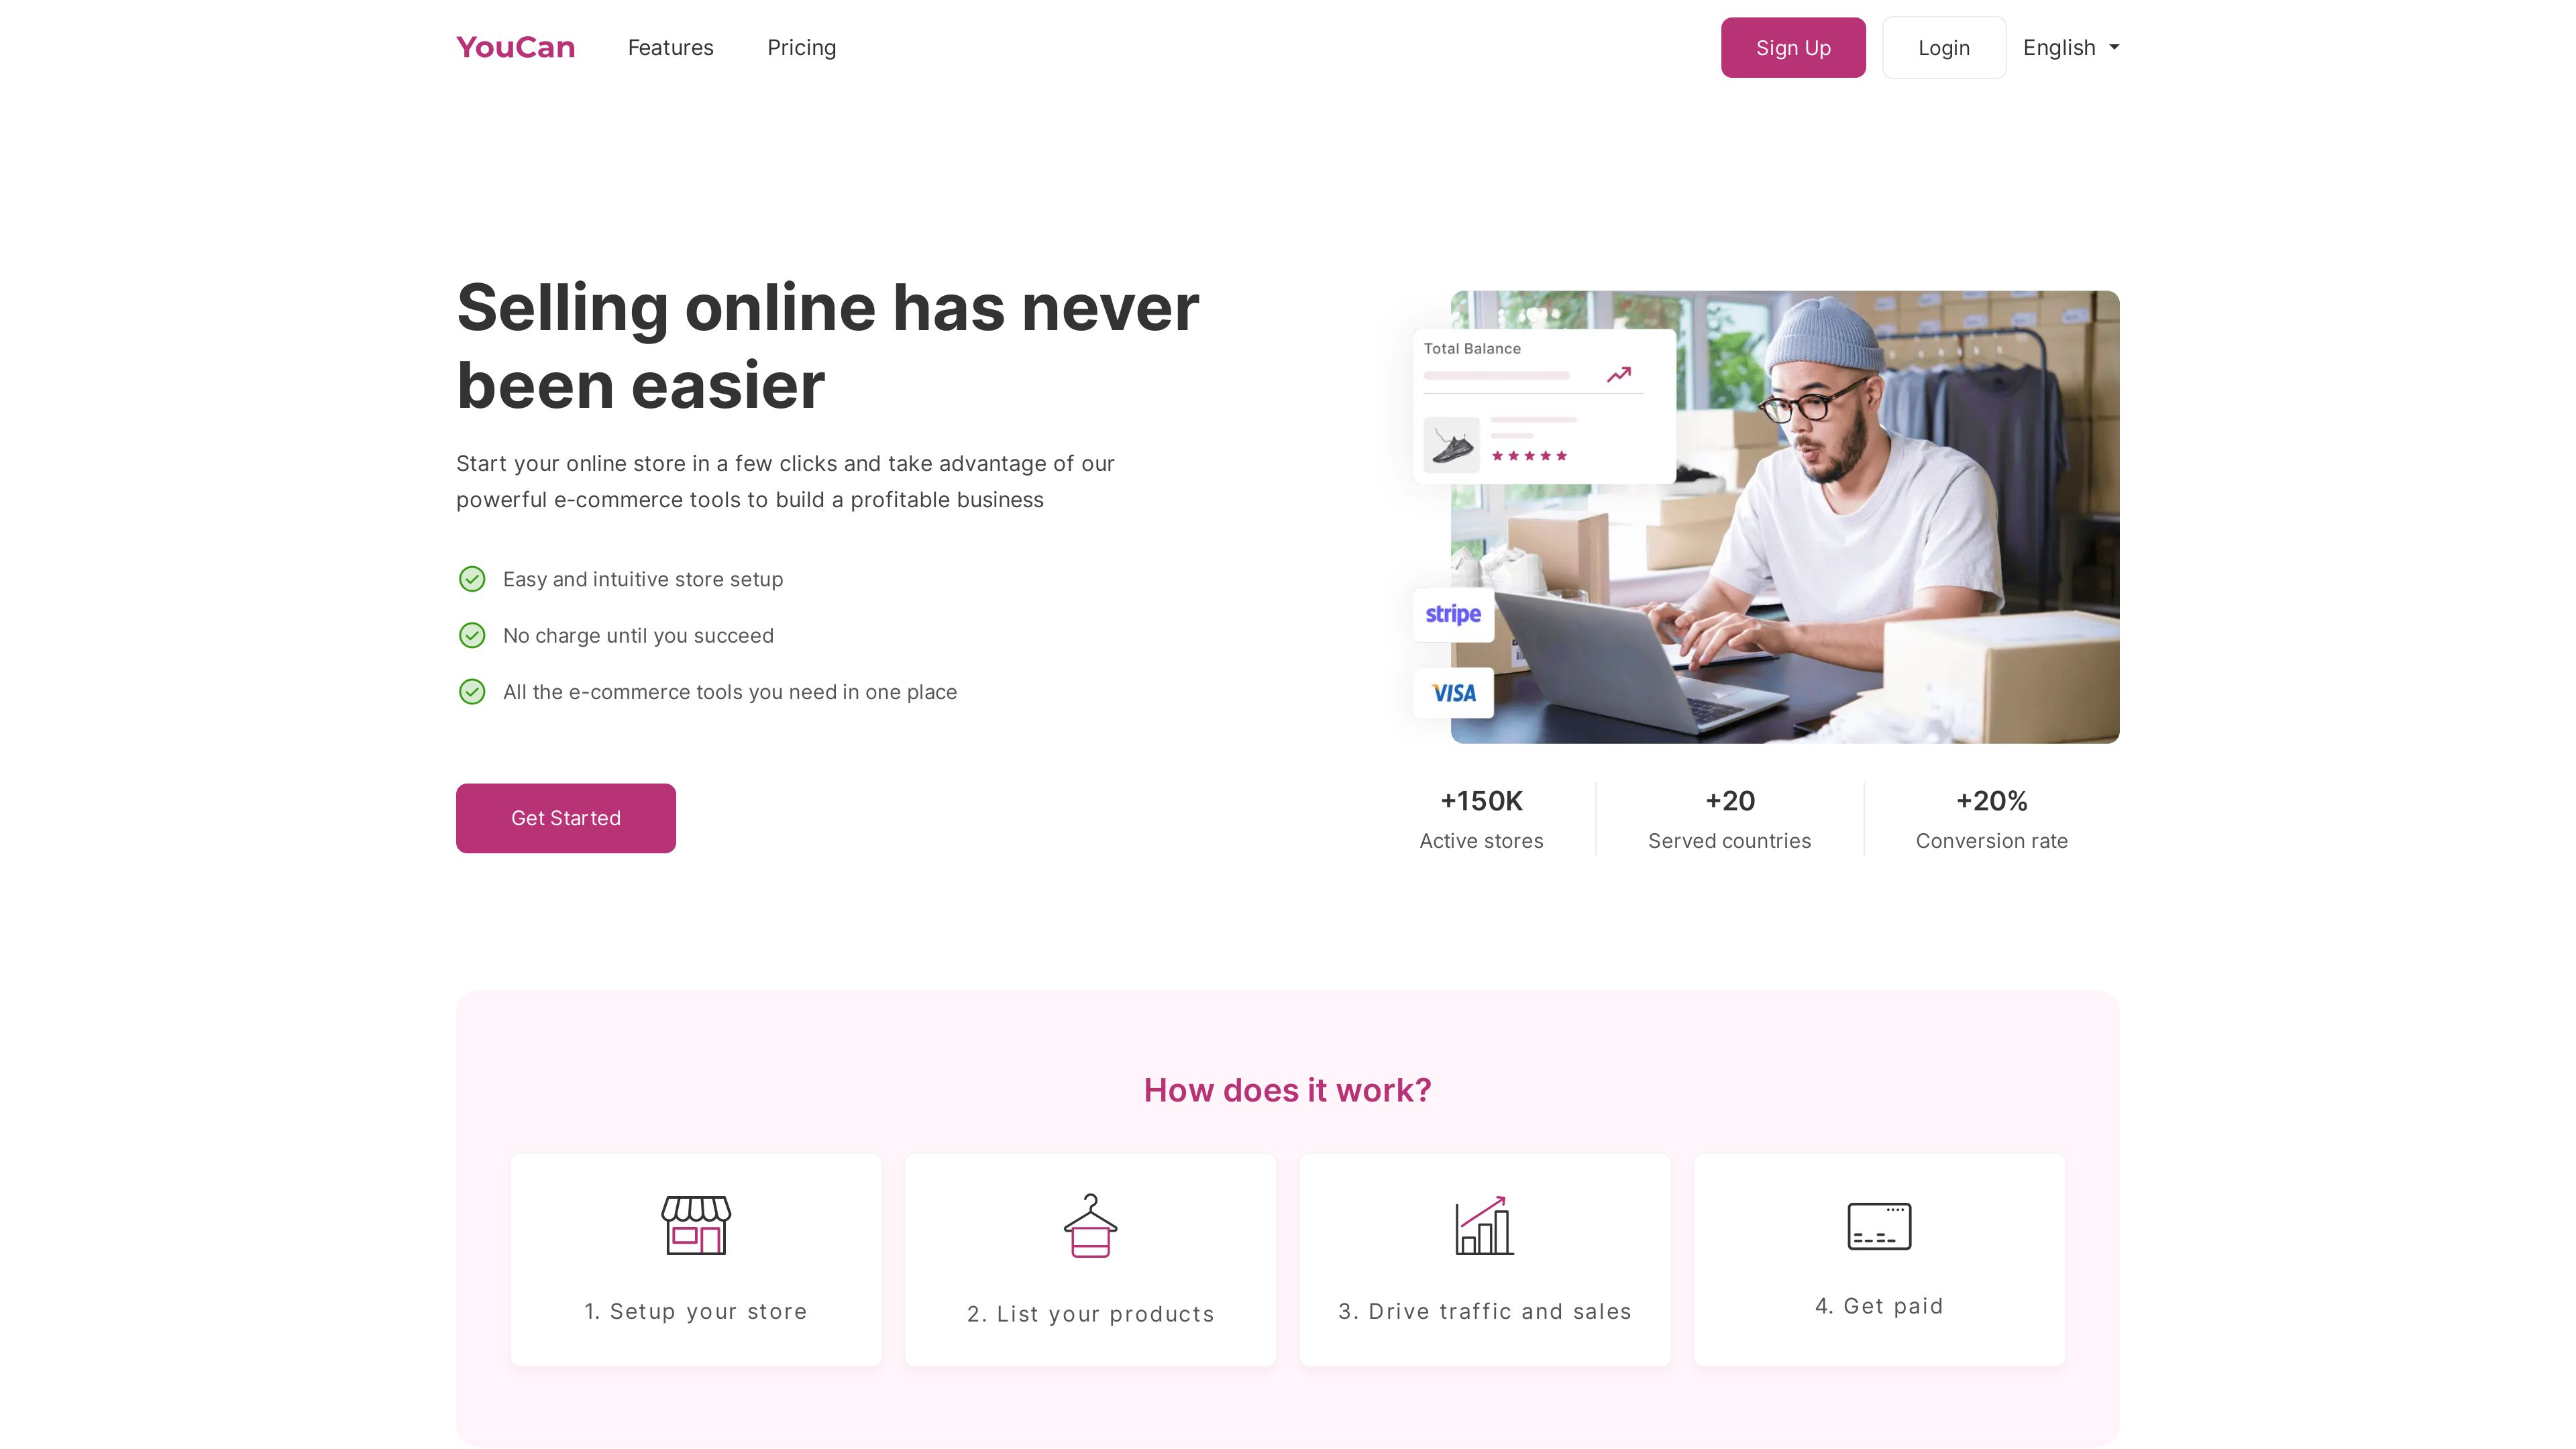 YouCan
Features
Pricing
Sign Up
Login
English
Selling online has never
been easier
Start your online store in a few clicks and take advantage of our
powerful e-commerce tools to build a profitable business
Easy and intuitive store setup
No charge until you succeed
All the e-commerce tools you need in one place
Get Started
Total Balance
stripe
VISA
+150K
Active stores
+20
Served countries
+20%
Conversion rate
How does it work?
1. Setup your store
2. List your products
3. Drive traffic and sales
4. Get paid